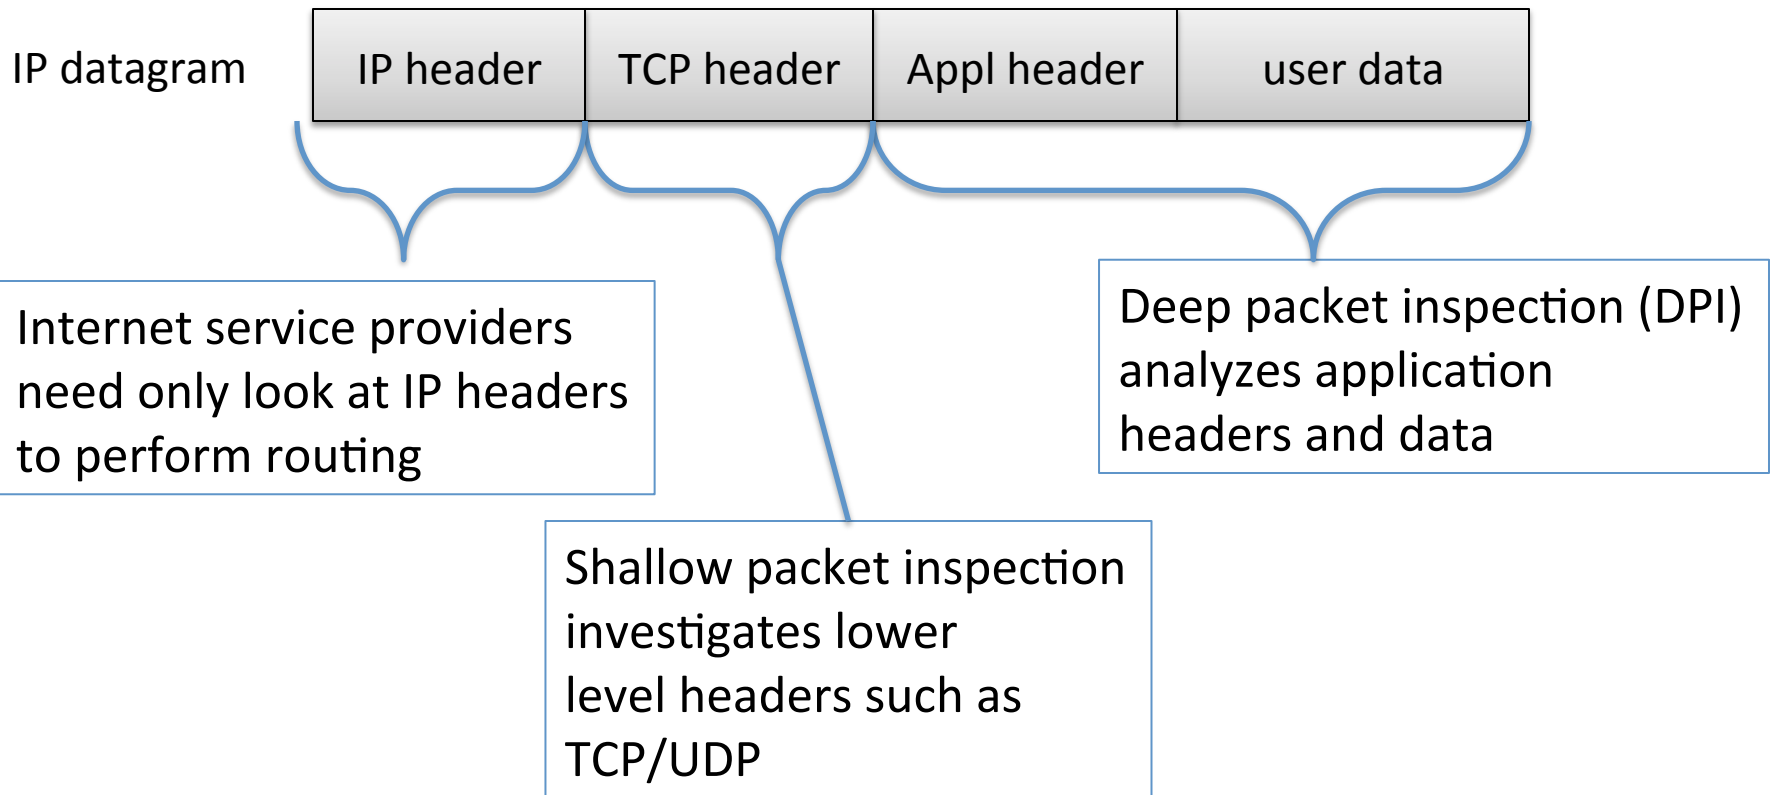 IP datagram
IP header
TCP header
Appl header
user data
Internet service providers
need only look at IP headers
to perform routing
Deep packet inspection (DPI)
analyzes application
headers and data
Shallow packet inspection
investigates lower
level headers such as
TCP/UDP